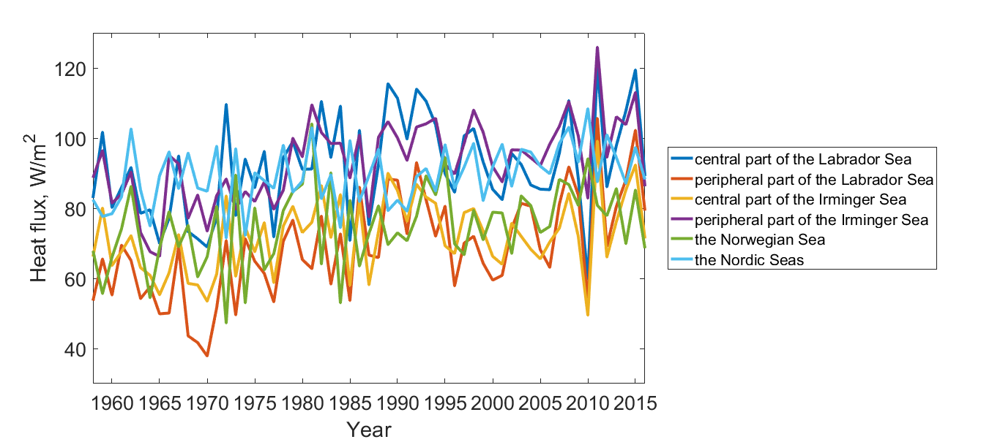 120
100
80
60
40
Heat flux, W/m²
1960 1965 1970 1975 1980 1985 1990 1995 2000 2005 2010 2015
Year
central part of the Labrador Sea
peripheral part of the Labrador Sea
central part of the Irminger Sea
peripheral part of the Irminger Sea
the Norwegian Sea
the Nordic Seas